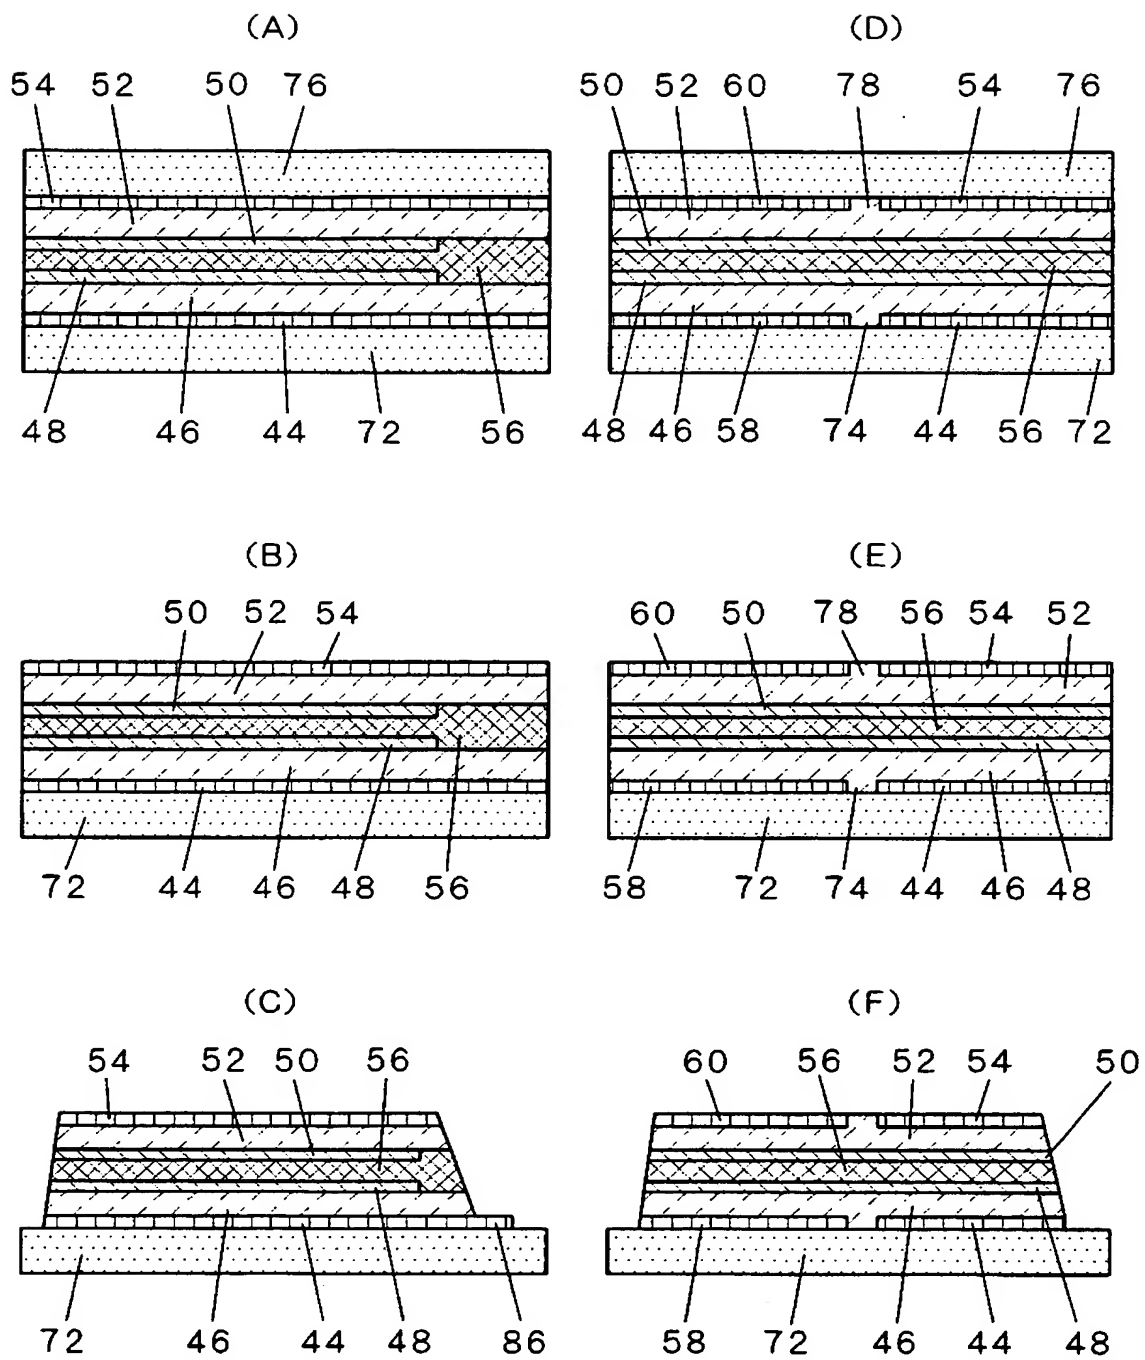 (A)
54 52 50 76
48 46 44 72 56
(D)
50 52 60 78 54 76
48 46 58 74 44 56 72
(B)
50 52 54
72 44 46 48 56
(E)
60 50 78 56 54 52
58 72 74 44 46 48
(C)
54 52 50 56
72 46 44 48 86
(F)
60 56 52 54 50
58 72 46 44 48